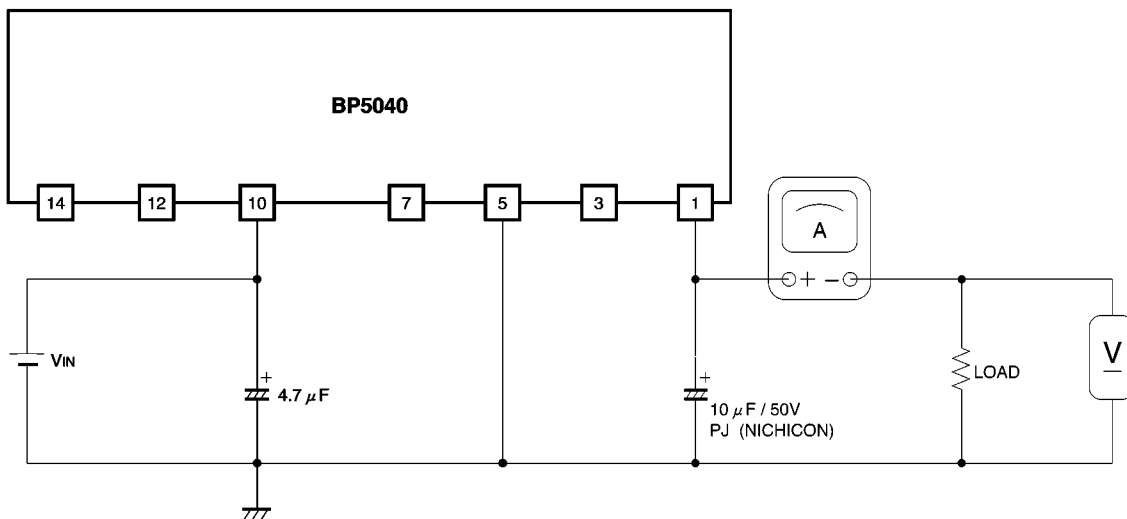 BP5040
14 12 10 7 5 3 1
A
+ −
VIN
+
4.7 μF
+
10 μF / 50V
PJ (NICHICON)
LOAD
V